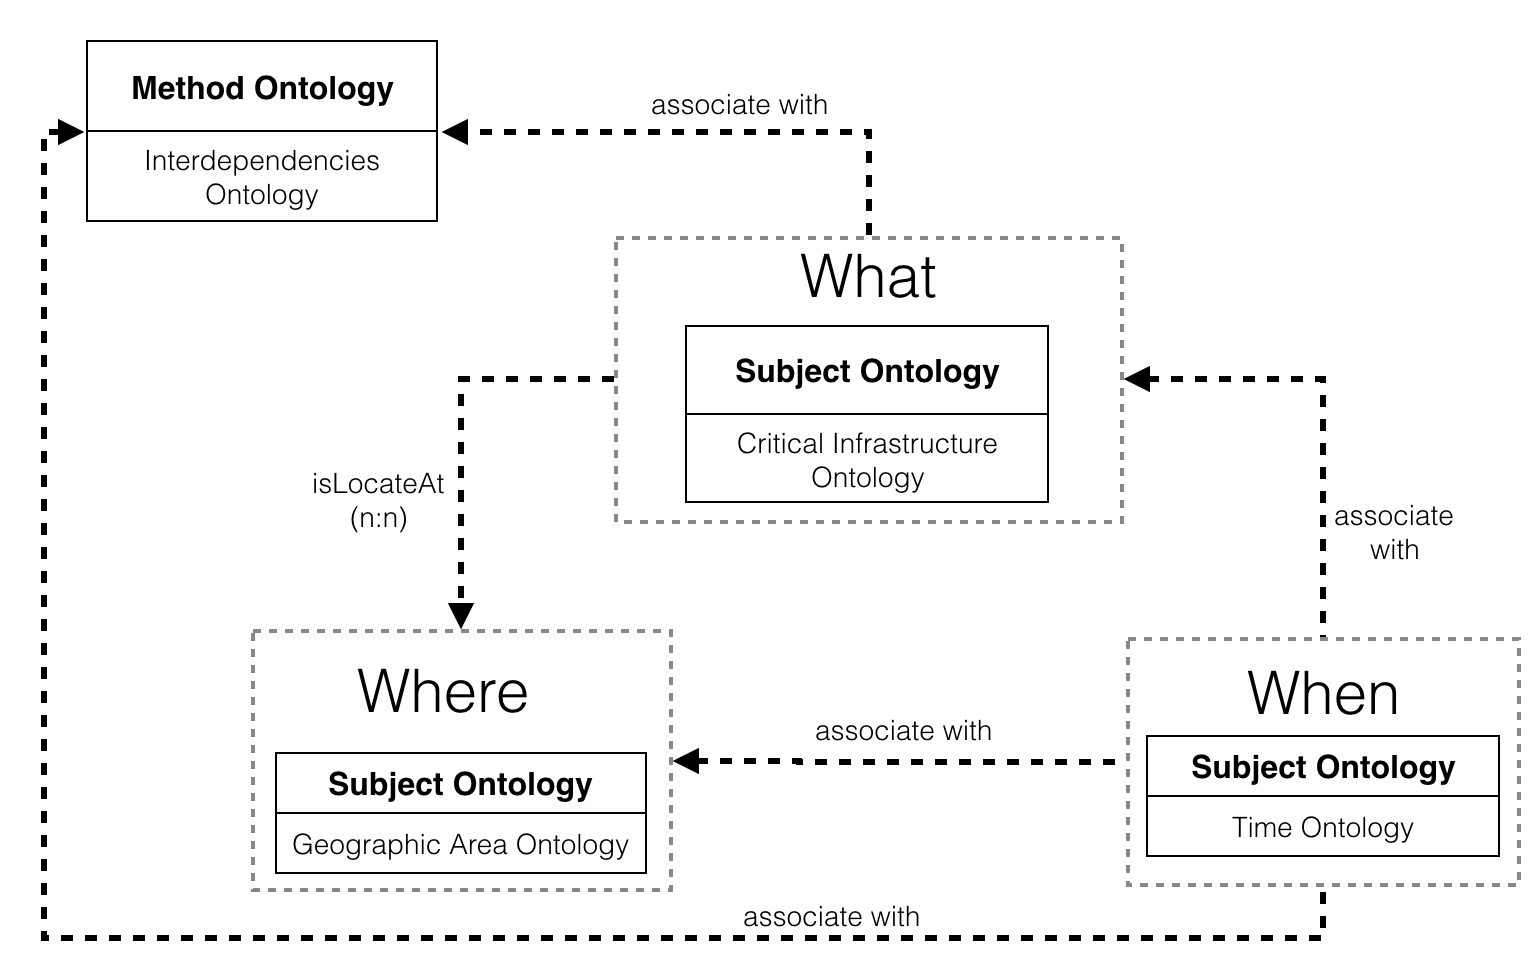 Method Ontology
Interdependencies
Ontology
associate with
What
Subject Ontology
Critical Infrastructure
Ontology
isLocateAt
(n:n)
associate
with
Where
Subject Ontology
Geographic Area Ontology
associate with
When
Subject Ontology
Time Ontology
associate with